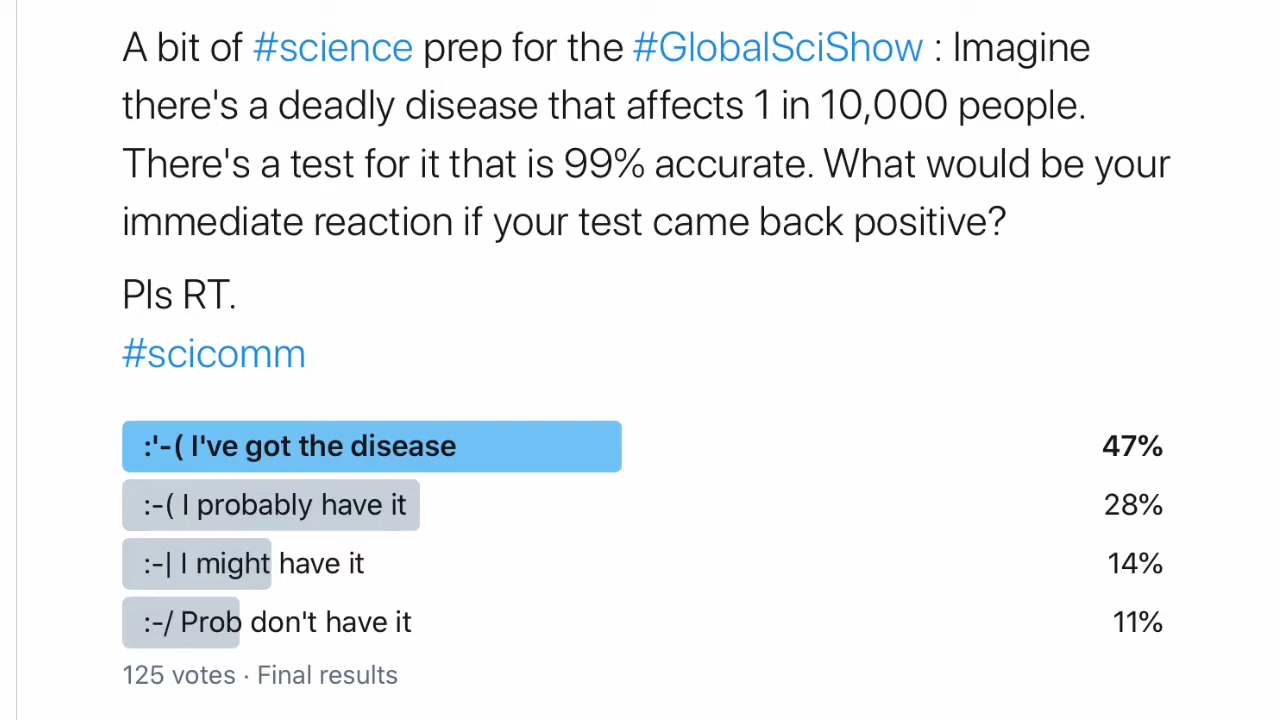 A bit of #science prep for the #GlobalSciShow : Imagine
there's a deadly disease that affects 1 in 10,000 people.
There's a test for it that is 99% accurate. What would be your
immediate reaction if your test came back positive?
Pls RT.
#scicomm
:'-( I've got the disease 47%
:-( I probably have it 28%
:-| I might have it 14%
:-/ Prob don't have it 11%
125 votes · Final results